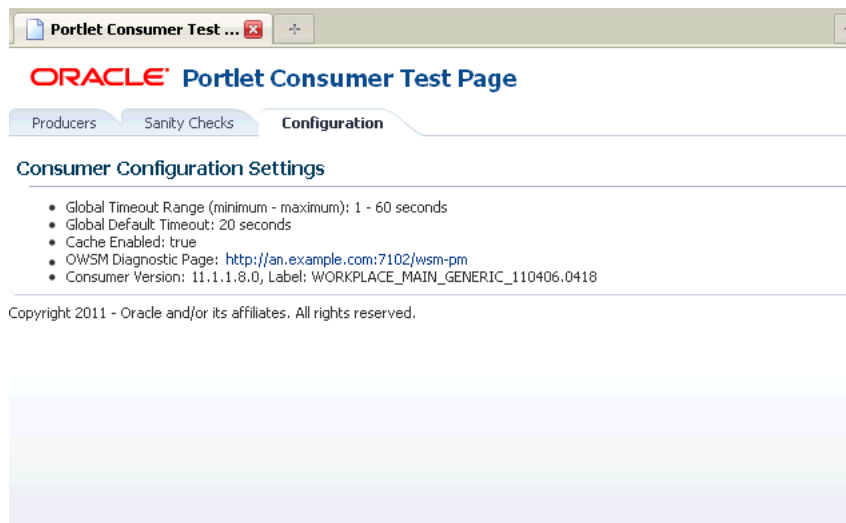 Portlet Consumer Test ...
ORACLE Portlet Consumer Test Page
Producers Sanity Checks Configuration
Consumer Configuration Settings
• Global Timeout Range (minimum - maximum): 1 - 60 seconds
• Global Default Timeout: 20 seconds
• Cache Enabled: true
• OWSM Diagnostic Page: http://an.example.com:7102/wsm-pm
• Consumer Version: 11.1.1.8.0, Label: WORKPLACE_MAIN_GENERIC_110406.0418
Copyright 2011 - Oracle and/or its affiliates. All rights reserved.